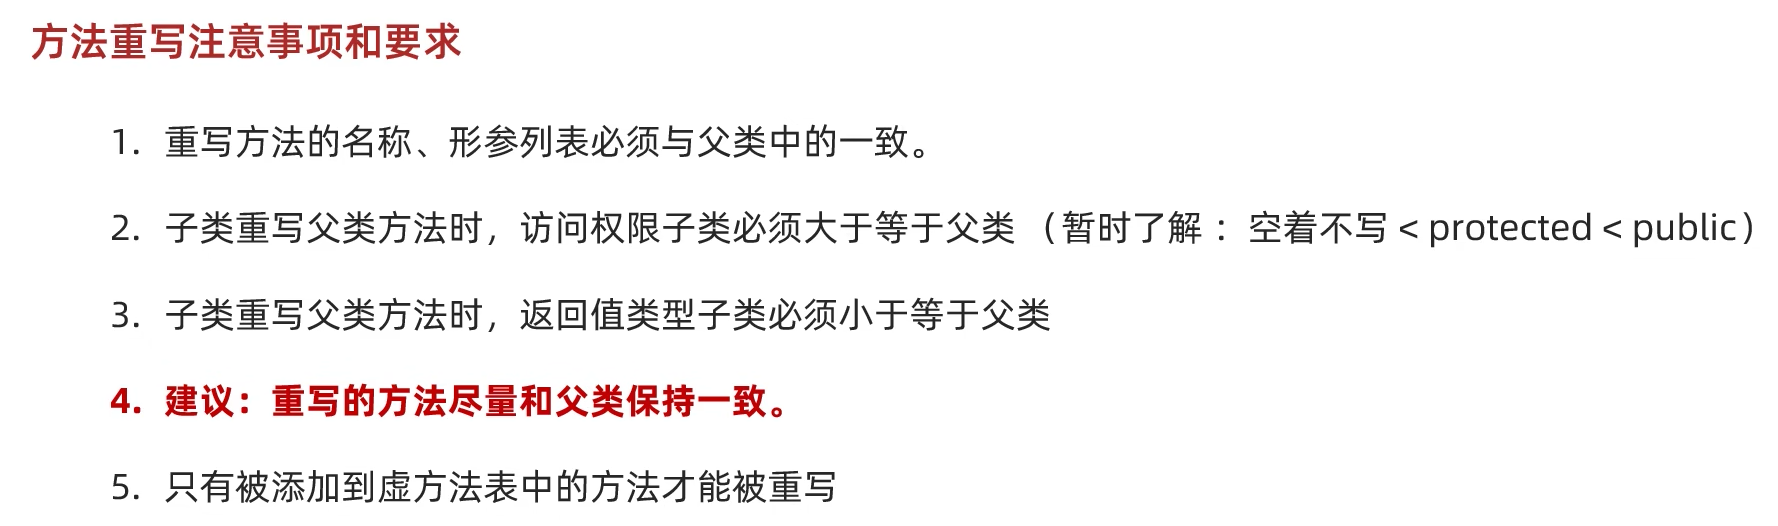 方法重写注意事项和要求
1. 重写方法的名称、形参列表必须与父类中的一致。
2. 子类重写父类方法时，访问权限子类必须大于等于父类 （暂时了解 ：空着不写 < protected < public）
3. 子类重写父类方法时，返回值类型子类必须小于等于父类
4. 建议：重写的方法尽量和父类保持一致。
5. 只有被添加到虚方法表中的方法才能被重写